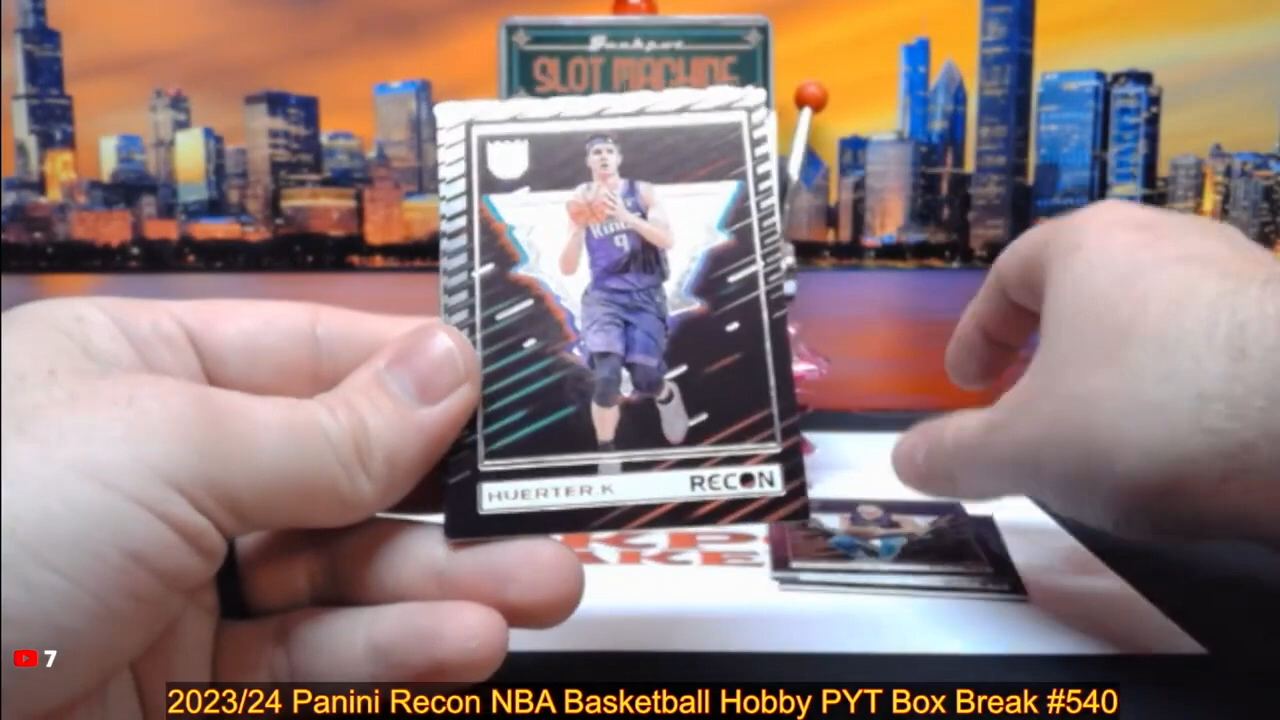 Jackpot
SLOT MACHINE
Kings
9
HUERTER.K
RECON
7
2023/24 Panini Recon NBA Basketball Hobby PYT Box Break #540